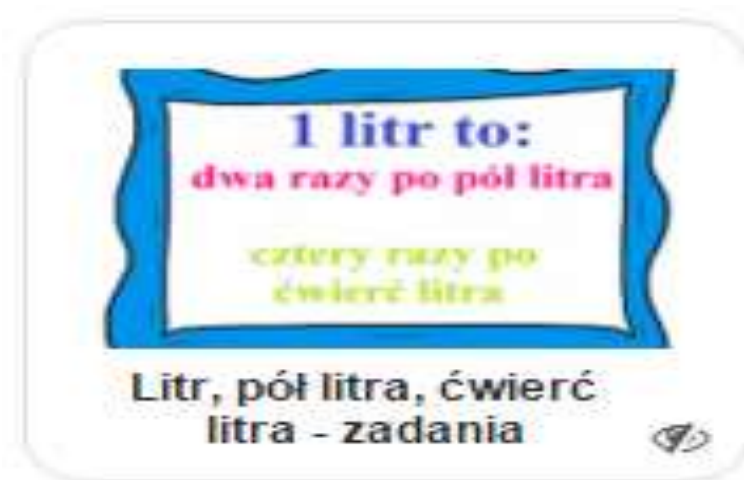 1 litr to:
dwa razy po pół litra
cztery razy po
ćwierć litra
Litr, pół litra, ćwierć
litra - zadania